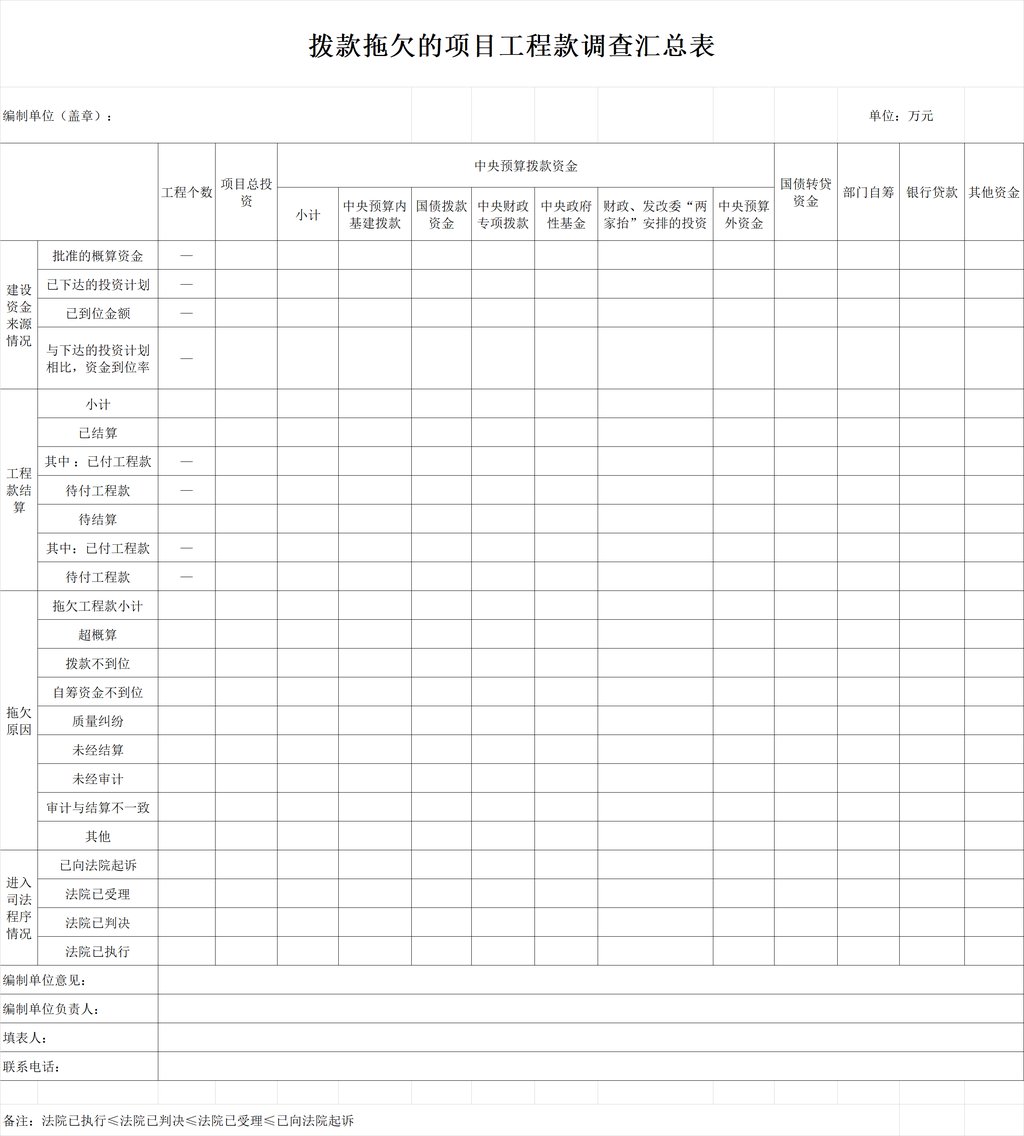 拨款拖欠的项目工程款调查汇总表
编制单位（盖章）：
单位：万元
工程个数
项目总投
资
中央预算拨款资金
小计
中央预算内
基建拨款
国债拨款
资金
中央财政
专项拨款
中央政府
性基金
财政、发改委“两
家抬”安排的投资
中央预算
外资金
国债转贷
资金
部门自筹
银行贷款
其他资金
建设
资金
来源
情况
批准的概算资金 —
已下达的投资计划 —
已到位金额 —
与下达的投资计划
相比，资金到位率 —
工程
款结
算
小计
已结算
其中：已付工程款 —
待付工程款 —
待结算
其中：已付工程款 —
待付工程款 —
拖欠
原因
拖欠工程款小计
超概算
拨款不到位
自筹资金不到位
质量纠纷
未经结算
未经审计
审计与结算不一致
其他
进入
司法
程序
情况
已向法院起诉
法院已受理
法院已判决
法院已执行
编制单位意见：
编制单位负责人：
填表人：
联系电话：
备注：法院已执行≤法院已判决≤法院已受理≤已向法院起诉